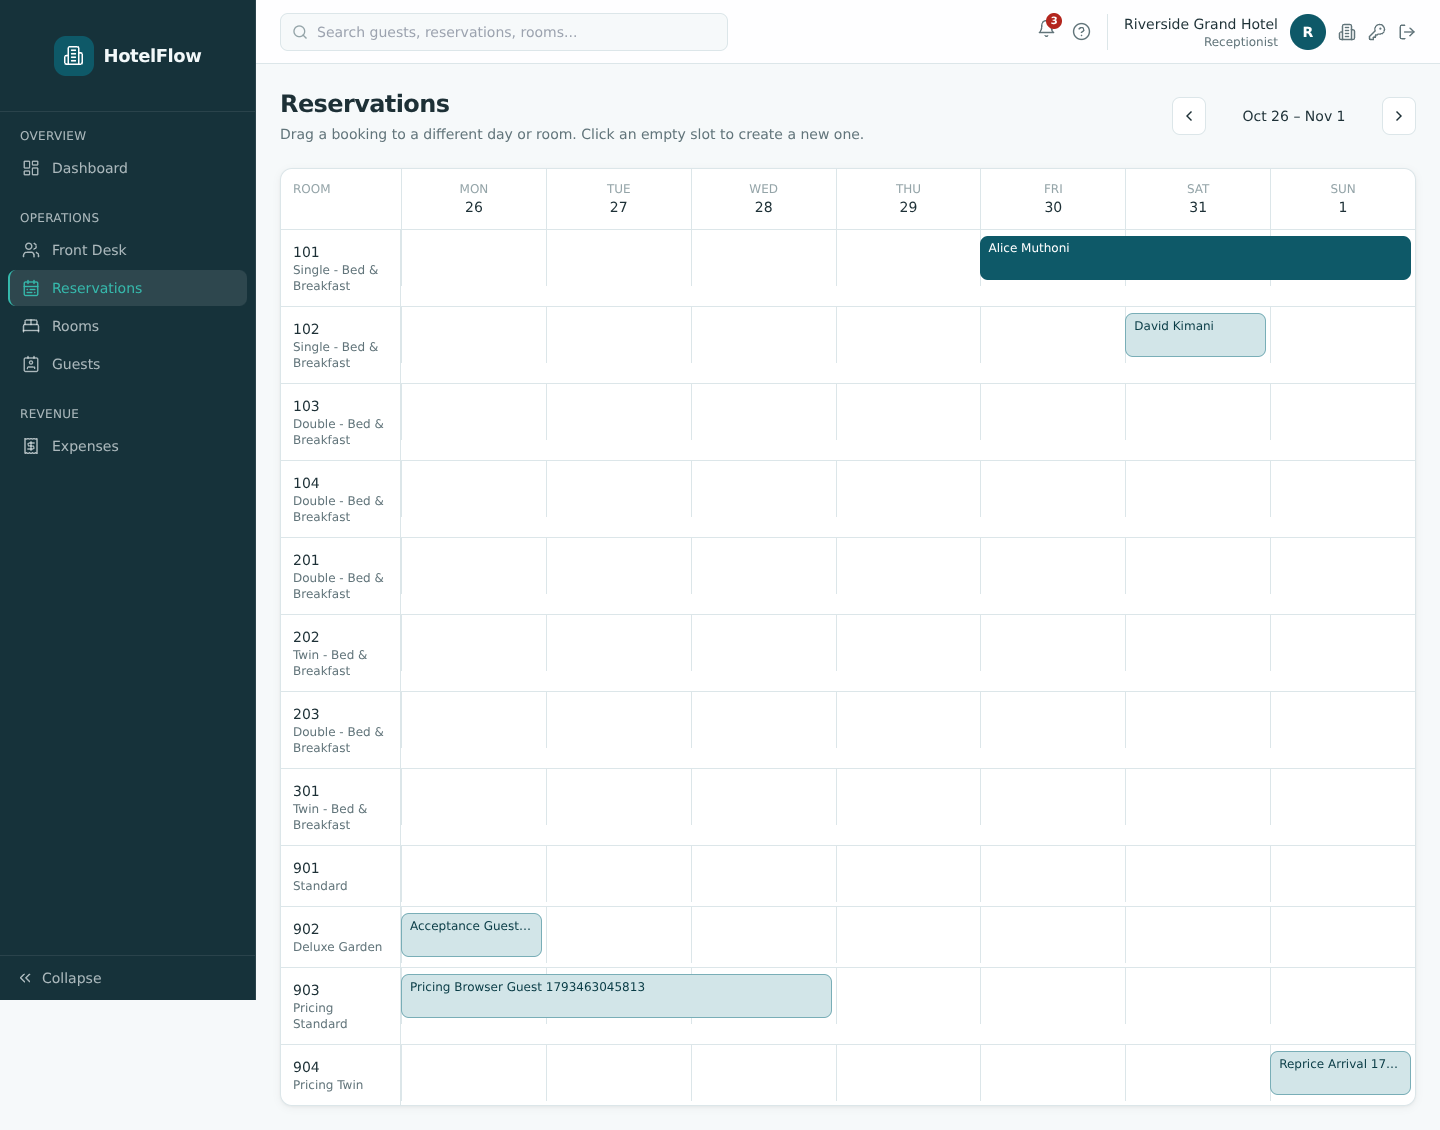 HotelFlow
OVERVIEW
Dashboard
OPERATIONS
Front Desk
Reservations
Rooms
Guests
REVENUE
Expenses
Collapse
Search guests, reservations, rooms...
3
Riverside Grand Hotel
Receptionist
R
Reservations
Drag a booking to a different day or room. Click an empty slot to create a new one.
Oct 26 – Nov 1
ROOM MON TUE WED THU FRI SAT SUN
26 27 28 29 30 31 1
101
Single - Bed &
Breakfast
Alice Muthoni
102
Single - Bed &
Breakfast
David Kimani
103
Double - Bed &
Breakfast
104
Double - Bed &
Breakfast
201
Double - Bed &
Breakfast
202
Twin - Bed &
Breakfast
203
Double - Bed &
Breakfast
301
Twin - Bed &
Breakfast
901
Standard
902
Deluxe Garden
Acceptance Guest...
903
Pricing
Standard
Pricing Browser Guest 1793463045813
904
Pricing Twin
Reprice Arrival 17...